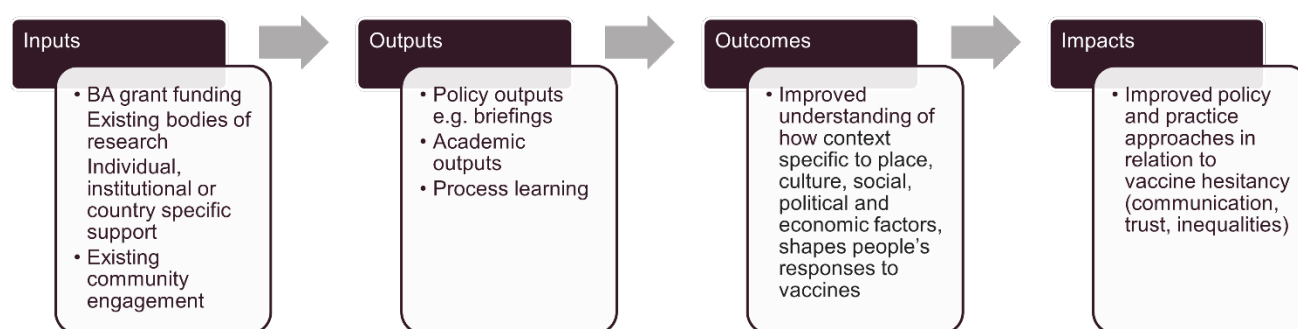 Inputs
• BA grant funding
Existing bodies of
research
Individual,
institutional or
country specific
support
• Existing
community
engagement
Outputs
• Policy outputs
e.g. briefings
• Academic
outputs
• Process learning
Outcomes
• Improved
understanding of
how context
specific to place,
culture, social,
political and
economic factors,
shapes people’s
responses to
vaccines
Impacts
• Improved policy
and practice
approaches in
relation to
vaccine hesitancy
(communication,
trust, inequalities)